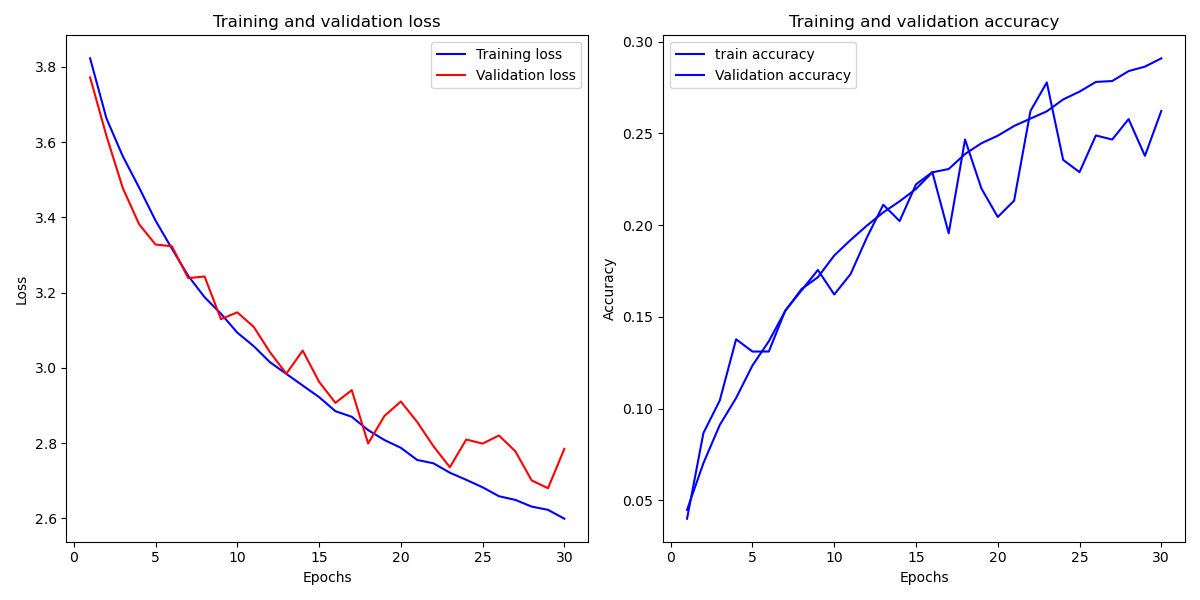 Training and validation loss
Training loss
Validation loss
3.8
3.6
3.4
3.2
3.0
2.8
2.6
Loss
0 5 10 15 20 25 30
Epochs
Training and validation accuracy
train accuracy
Validation accuracy
0.30
0.25
0.20
0.15
0.10
0.05
Accuracy
0 5 10 15 20 25 30
Epochs